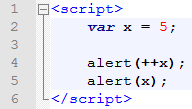 1 <script>
2 var x = 5;
3
4 alert(++x);
5 alert(x);
6 </script>